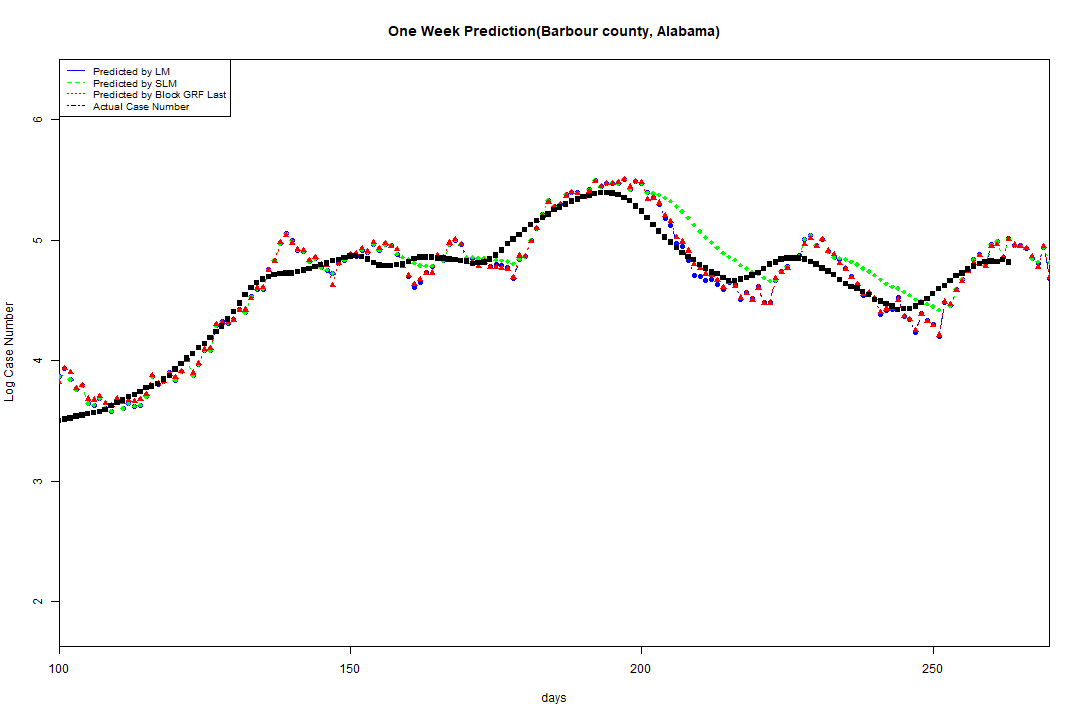 One Week Prediction(Barbour county, Alabama)
Predicted by LM
Predicted by SLM
Predicted by Block GRF Last
Actual Case Number
6
5
4
3
2
Log Case Number
100 150 200 250
days